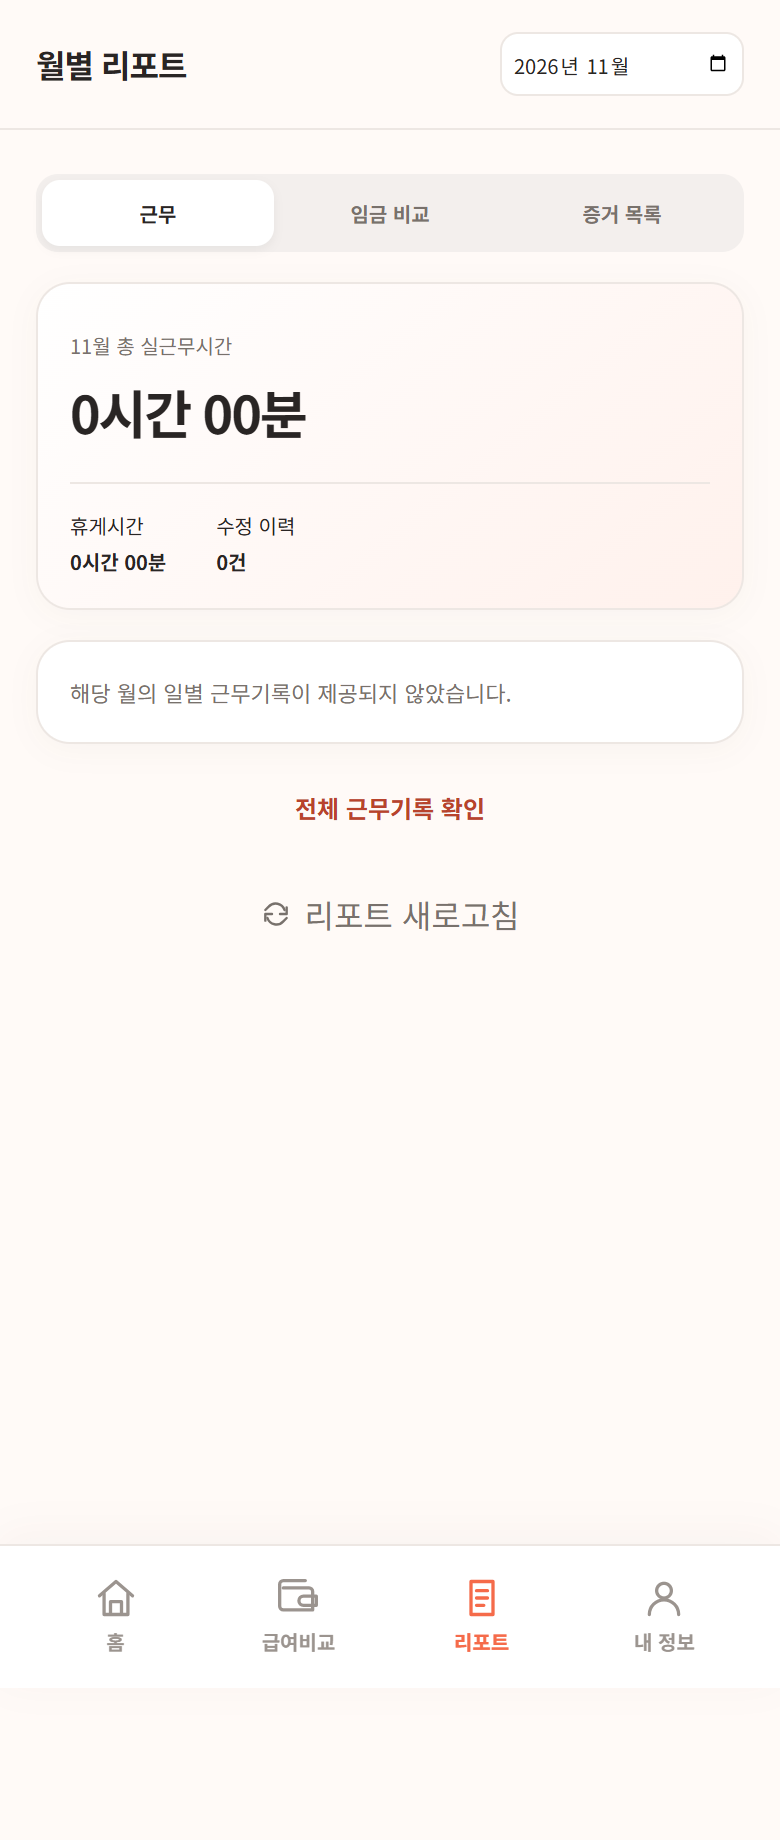 월별 리포트
2026년 11월
근무
임금 비교
증거 목록
11월 총 실근무시간
0시간 00분
휴게시간
수정 이력
0시간 00분
0건
해당 월의 일별 근무기록이 제공되지 않았습니다.
전체 근무기록 확인
리포트 새로고침
홈
급여비교
리포트
내 정보